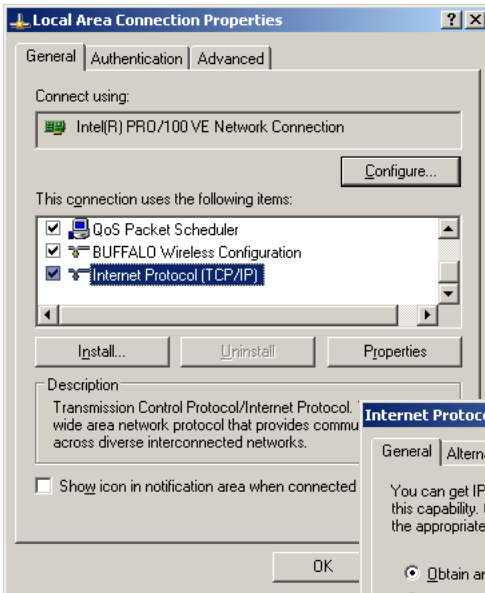 Local Area Connection Properties
General Authentication Advanced
Connect using:
Intel(R) PRO/100 VE Network Connection
Configure...
This connection uses the following items:
QoS Packet Scheduler
BUFFALO Wireless Configuration
Internet Protocol (TCP/IP)
Install... Uninstall Properties
Description
Transmission Control Protocol/Internet Protocol.
wide area network protocol that provides commu
across diverse interconnected networks.
Show icon in notification area when connected
OK
Internet Protoco
General Altern
You can get IP
this capability.
the appropriate
Obtain an